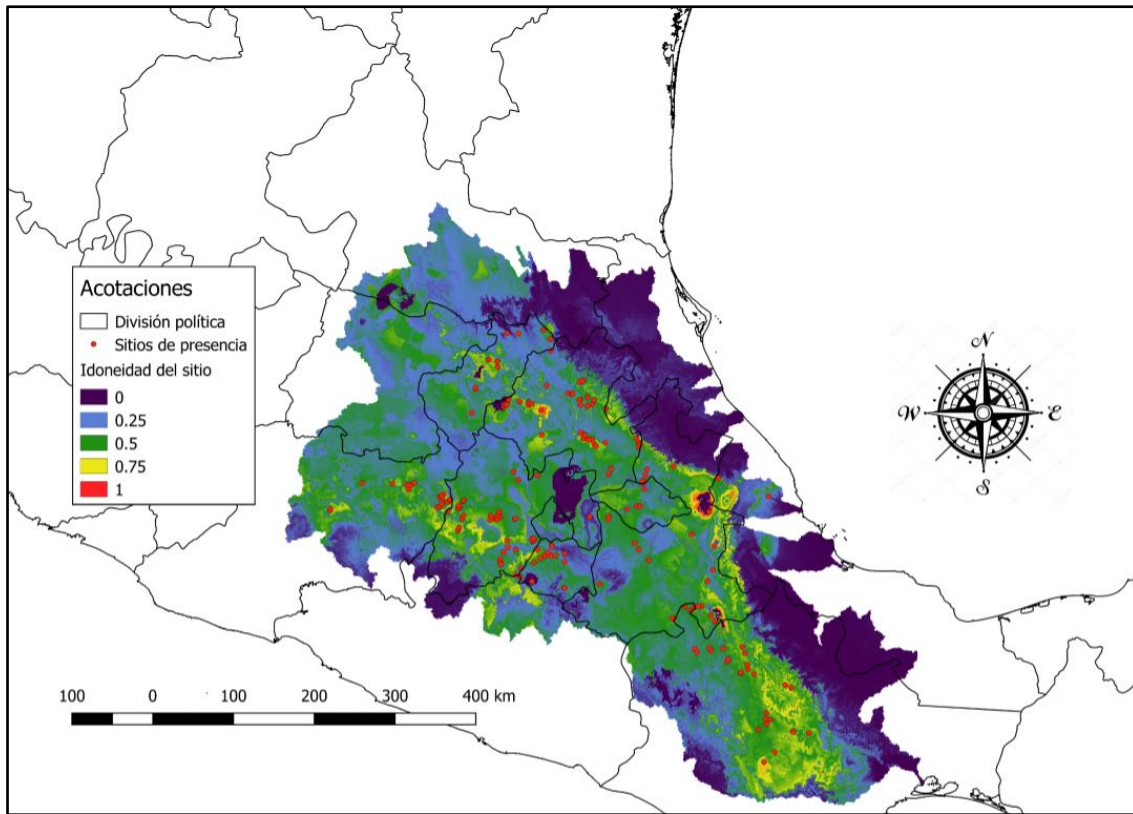 Acotaciones
División política
Sitios de presencia
Idoneidad del sitio
0
0.25
0.5
0.75
1
N
W E
S
100 0 100 200 300 400 km